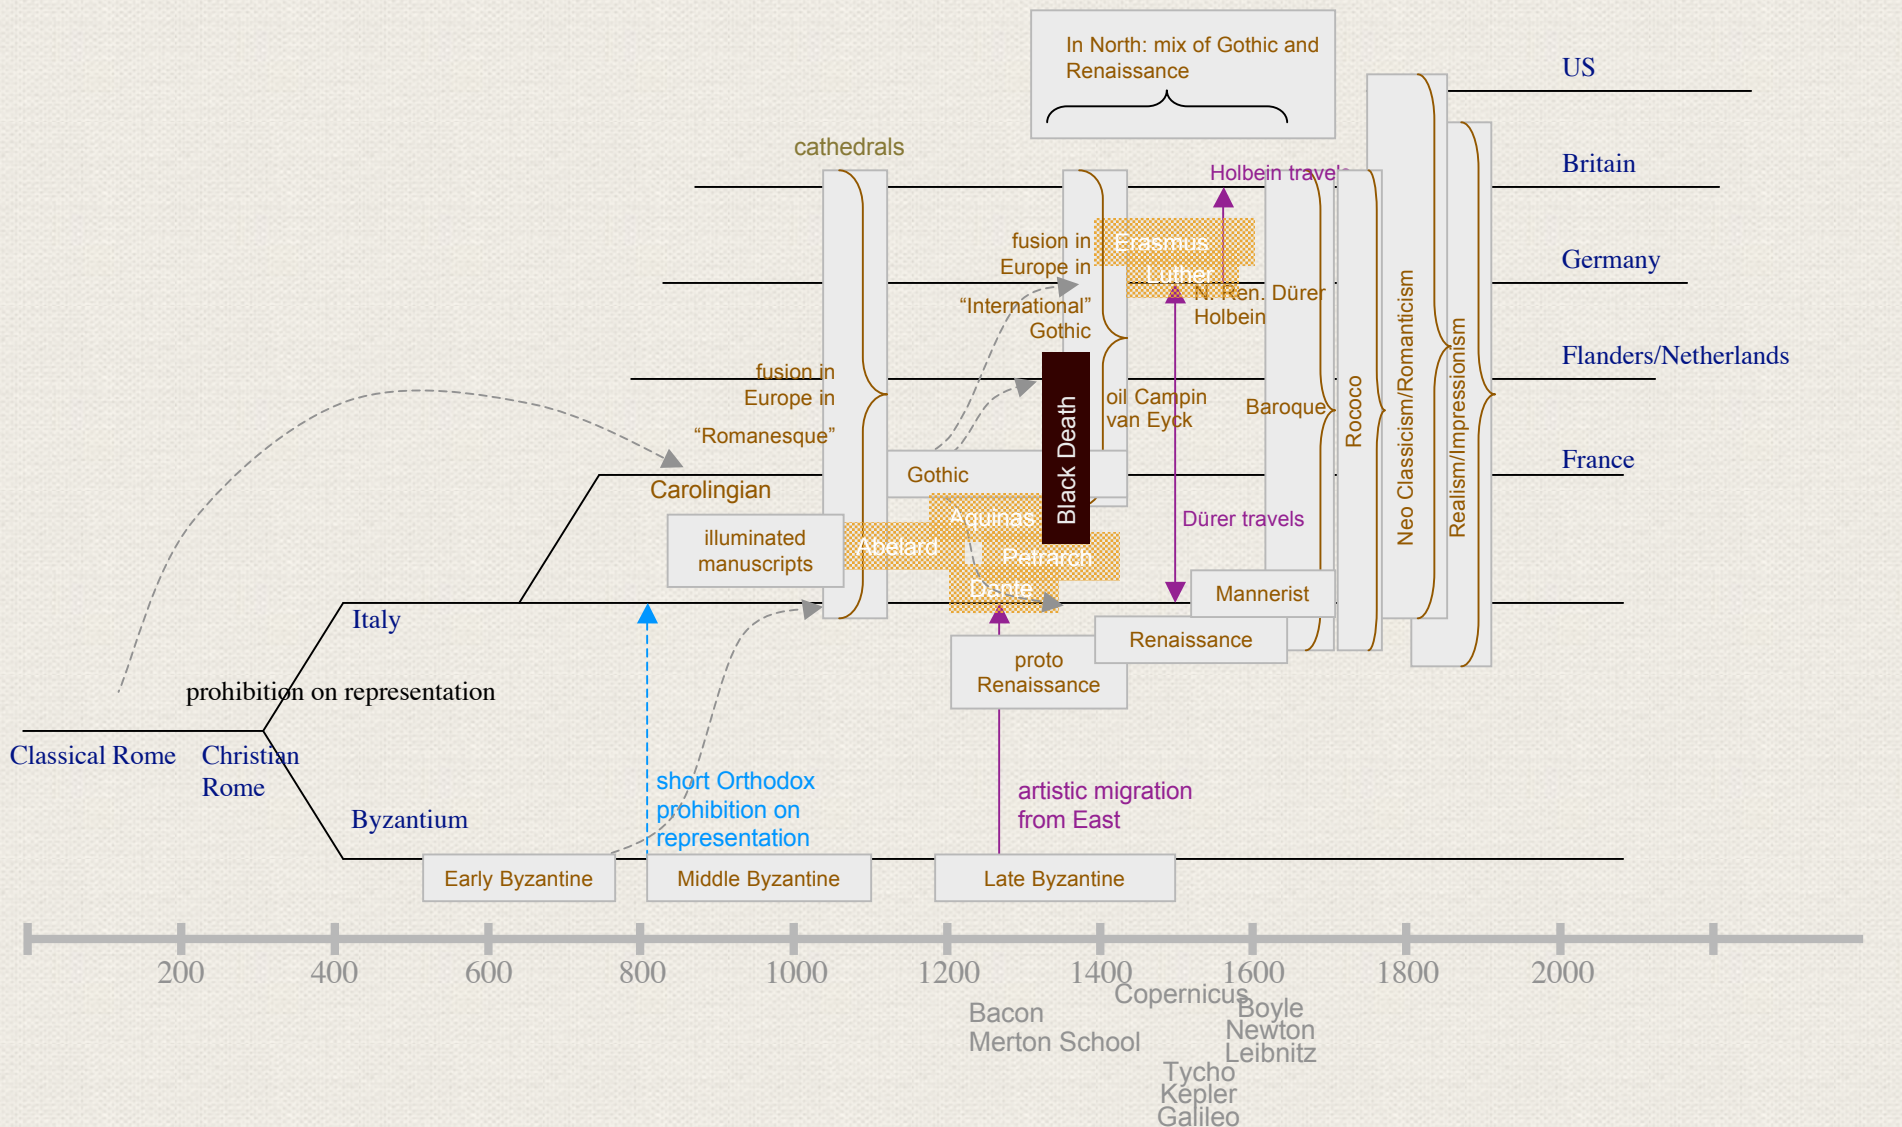 In North: mix of Gothic and
Renaissance
US
cathedrals
Britain
Holbein travels
Erasmus
fusion in
Europe in
Luther
Germany
N. Ren. Dürer
Holbein
“International”
Gothic
Flanders/Netherlands
fusion in
Europe in
“Romanesque”
oil Campin
van Eyck
Black Death
Baroque
Rococo
Neo Classicism/Romanticism
Realism/Impressionism
France
Gothic
Carolingian
illuminated
manuscripts
Aquinas
Abelard
Petrarch
Dante
Dürer travels
Mannerist
Italy
Renaissance
proto
Renaissance
prohibition on representation
Classical Rome
Christian
Rome
short Orthodox
prohibition on
representation
artistic migration
from East
Byzantium
Early Byzantine
Middle Byzantine
Late Byzantine
200
400
600
800
1000
1200
1400
1600
1800
2000
Copernicus
Bacon
Merton School
Boyle
Newton
Leibnitz
Tycho
Kepler
Galileo